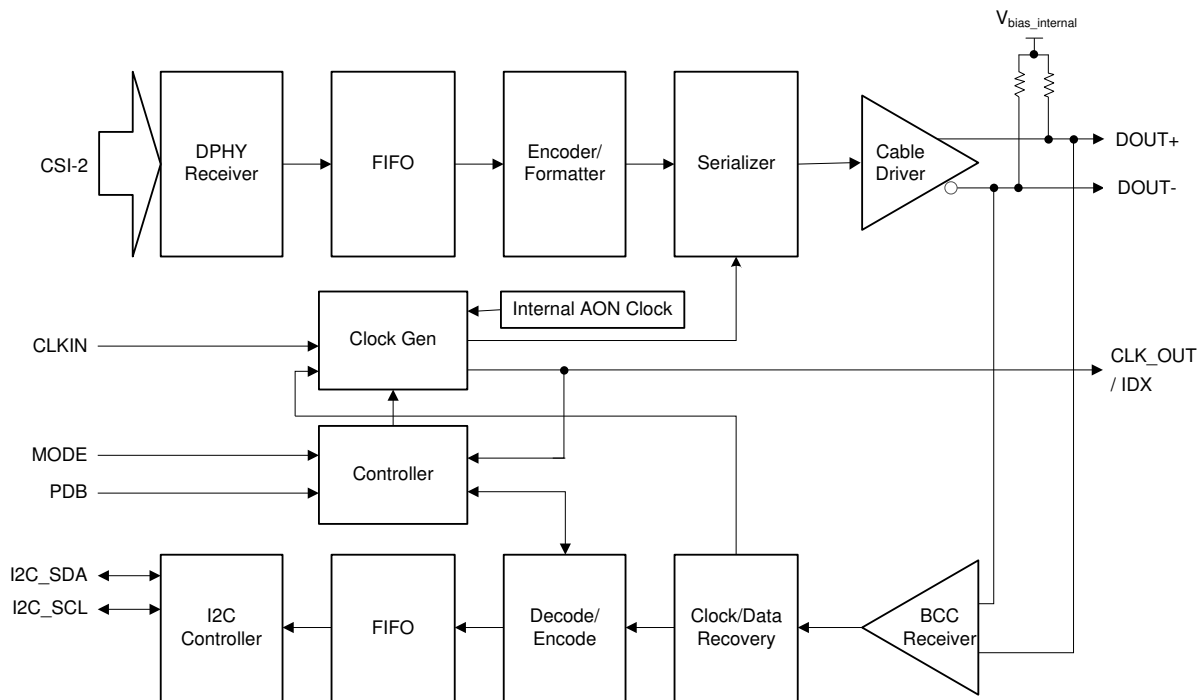 Vbias_internal
CSI-2
DPHY
Receiver
FIFO
Encoder/
Formatter
Serializer
Cable
Driver
DOUT+
DOUT-
Internal AON Clock
CLKIN
Clock Gen
CLK_OUT
/ IDX
MODE
PDB
Controller
I2C_SDA
I2C_SCL
I2C
Controller
FIFO
Decode/
Encode
Clock/Data
Recovery
BCC
Receiver